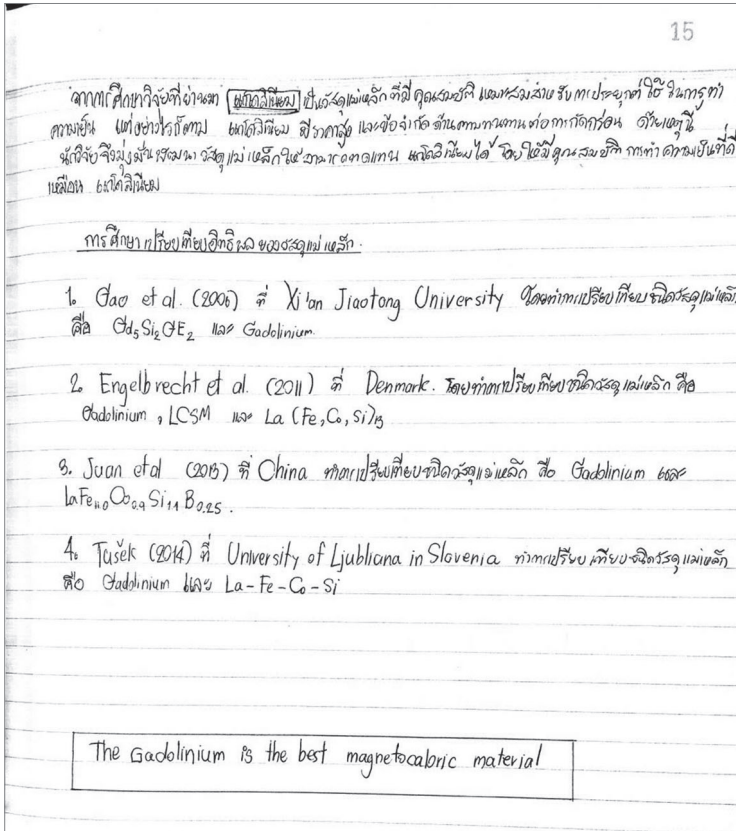 15
จากการศึกษาวิจัยที่ผ่านมา แกโดลิเนียม เป็นวัสดุแม่เหล็กที่มีคุณสมบัติเหมาะสมสำหรับการประยุกต์ใช้ในการทำ
ความเย็น แต่อย่างไรก็ตาม แกโดลิเนียม มีราคาสูง และข้อจำกัดด้านความทนทานต่อการกัดกร่อน ด้วยเหตุนี้
นักวิจัยจึงมุ่งมั่นพัฒนาวัสดุแม่เหล็กให้สามารถทดแทน แกโดลิเนียมได้ โดยให้มีคุณสมบัติการทำความเย็นที่ดี
เหมือน แกโดลิเนียม
การศึกษาเปรียบเทียบอิทธิพลของวัสดุแม่เหล็ก.
1. Gao et al. (2006) ที่ Xi'an Jiaotong University โดยทำการเปรียบเทียบชนิดวัสดุแม่เหล็ก
คือ Gd5Si2GE2 และ Gadolinium.
2. Engelbrecht et al. (2011) ที่ Denmark. โดยทำการเปรียบเทียบชนิดวัสดุแม่เหล็ก คือ
Gadolinium, LCSM และ La (Fe,Co,Si)13
3. Juan et al (2013) ที่ China ทำการเปรียบเทียบชนิดวัสดุแม่เหล็ก คือ Gadolinium และ
LaFe11.0Co0.9Si1.1B0.25.
4. Tušek (2014) ที่ University of Ljubliana in Slovenia ทำการเปรียบเทียบชนิดวัสดุแม่เหล็ก
คือ Gadolinium และ La-Fe-Co-Si
The Gadolinium is the best magnetocaloric material